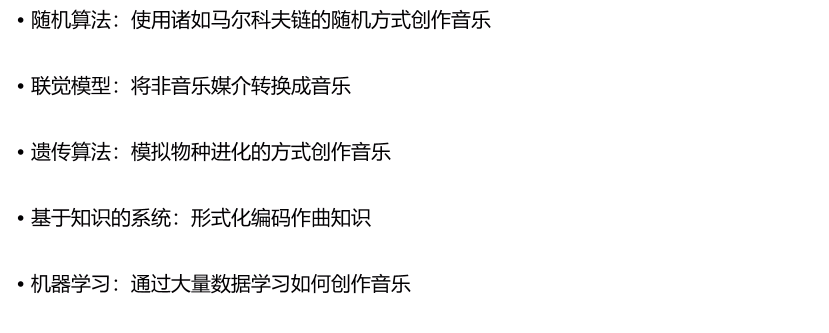 • 随机算法：使用诸如马尔科夫链的随机方式创作音乐
• 联觉模型：将非音乐媒介转换成音乐
• 遗传算法：模拟物种进化的方式创作音乐
• 基于知识的系统：形式化编码作曲知识
• 机器学习：通过大量数据学习如何创作音乐